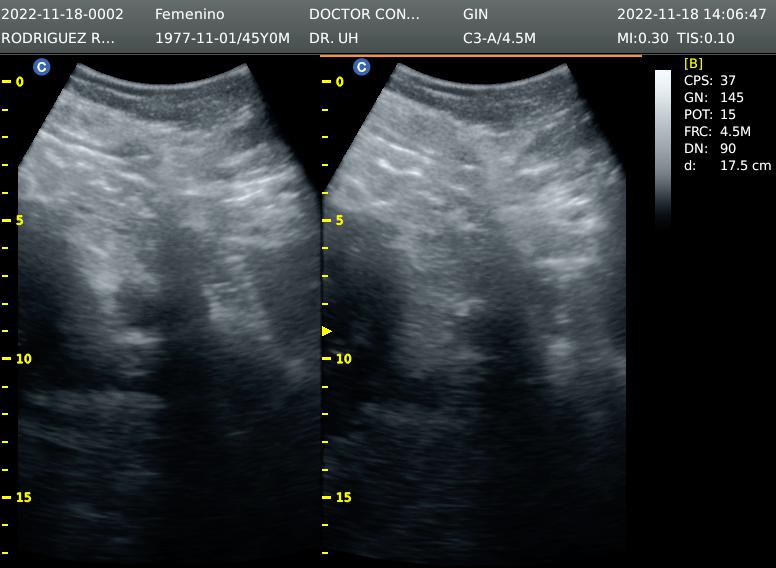 2022-11-18-0002 Femenino DOCTOR CON... GIN 2022-11-18 14:06:47
RODRIGUEZ R... 1977-11-01/45Y0M DR. UH C3-A/4.5M MI:0.30 TIS:0.10
C
C
[B]
CPS: 37
GN: 145
POT: 15
FRC: 4.5M
DN: 90
d: 17.5 cm
0
5
10
15
0
5
10
15